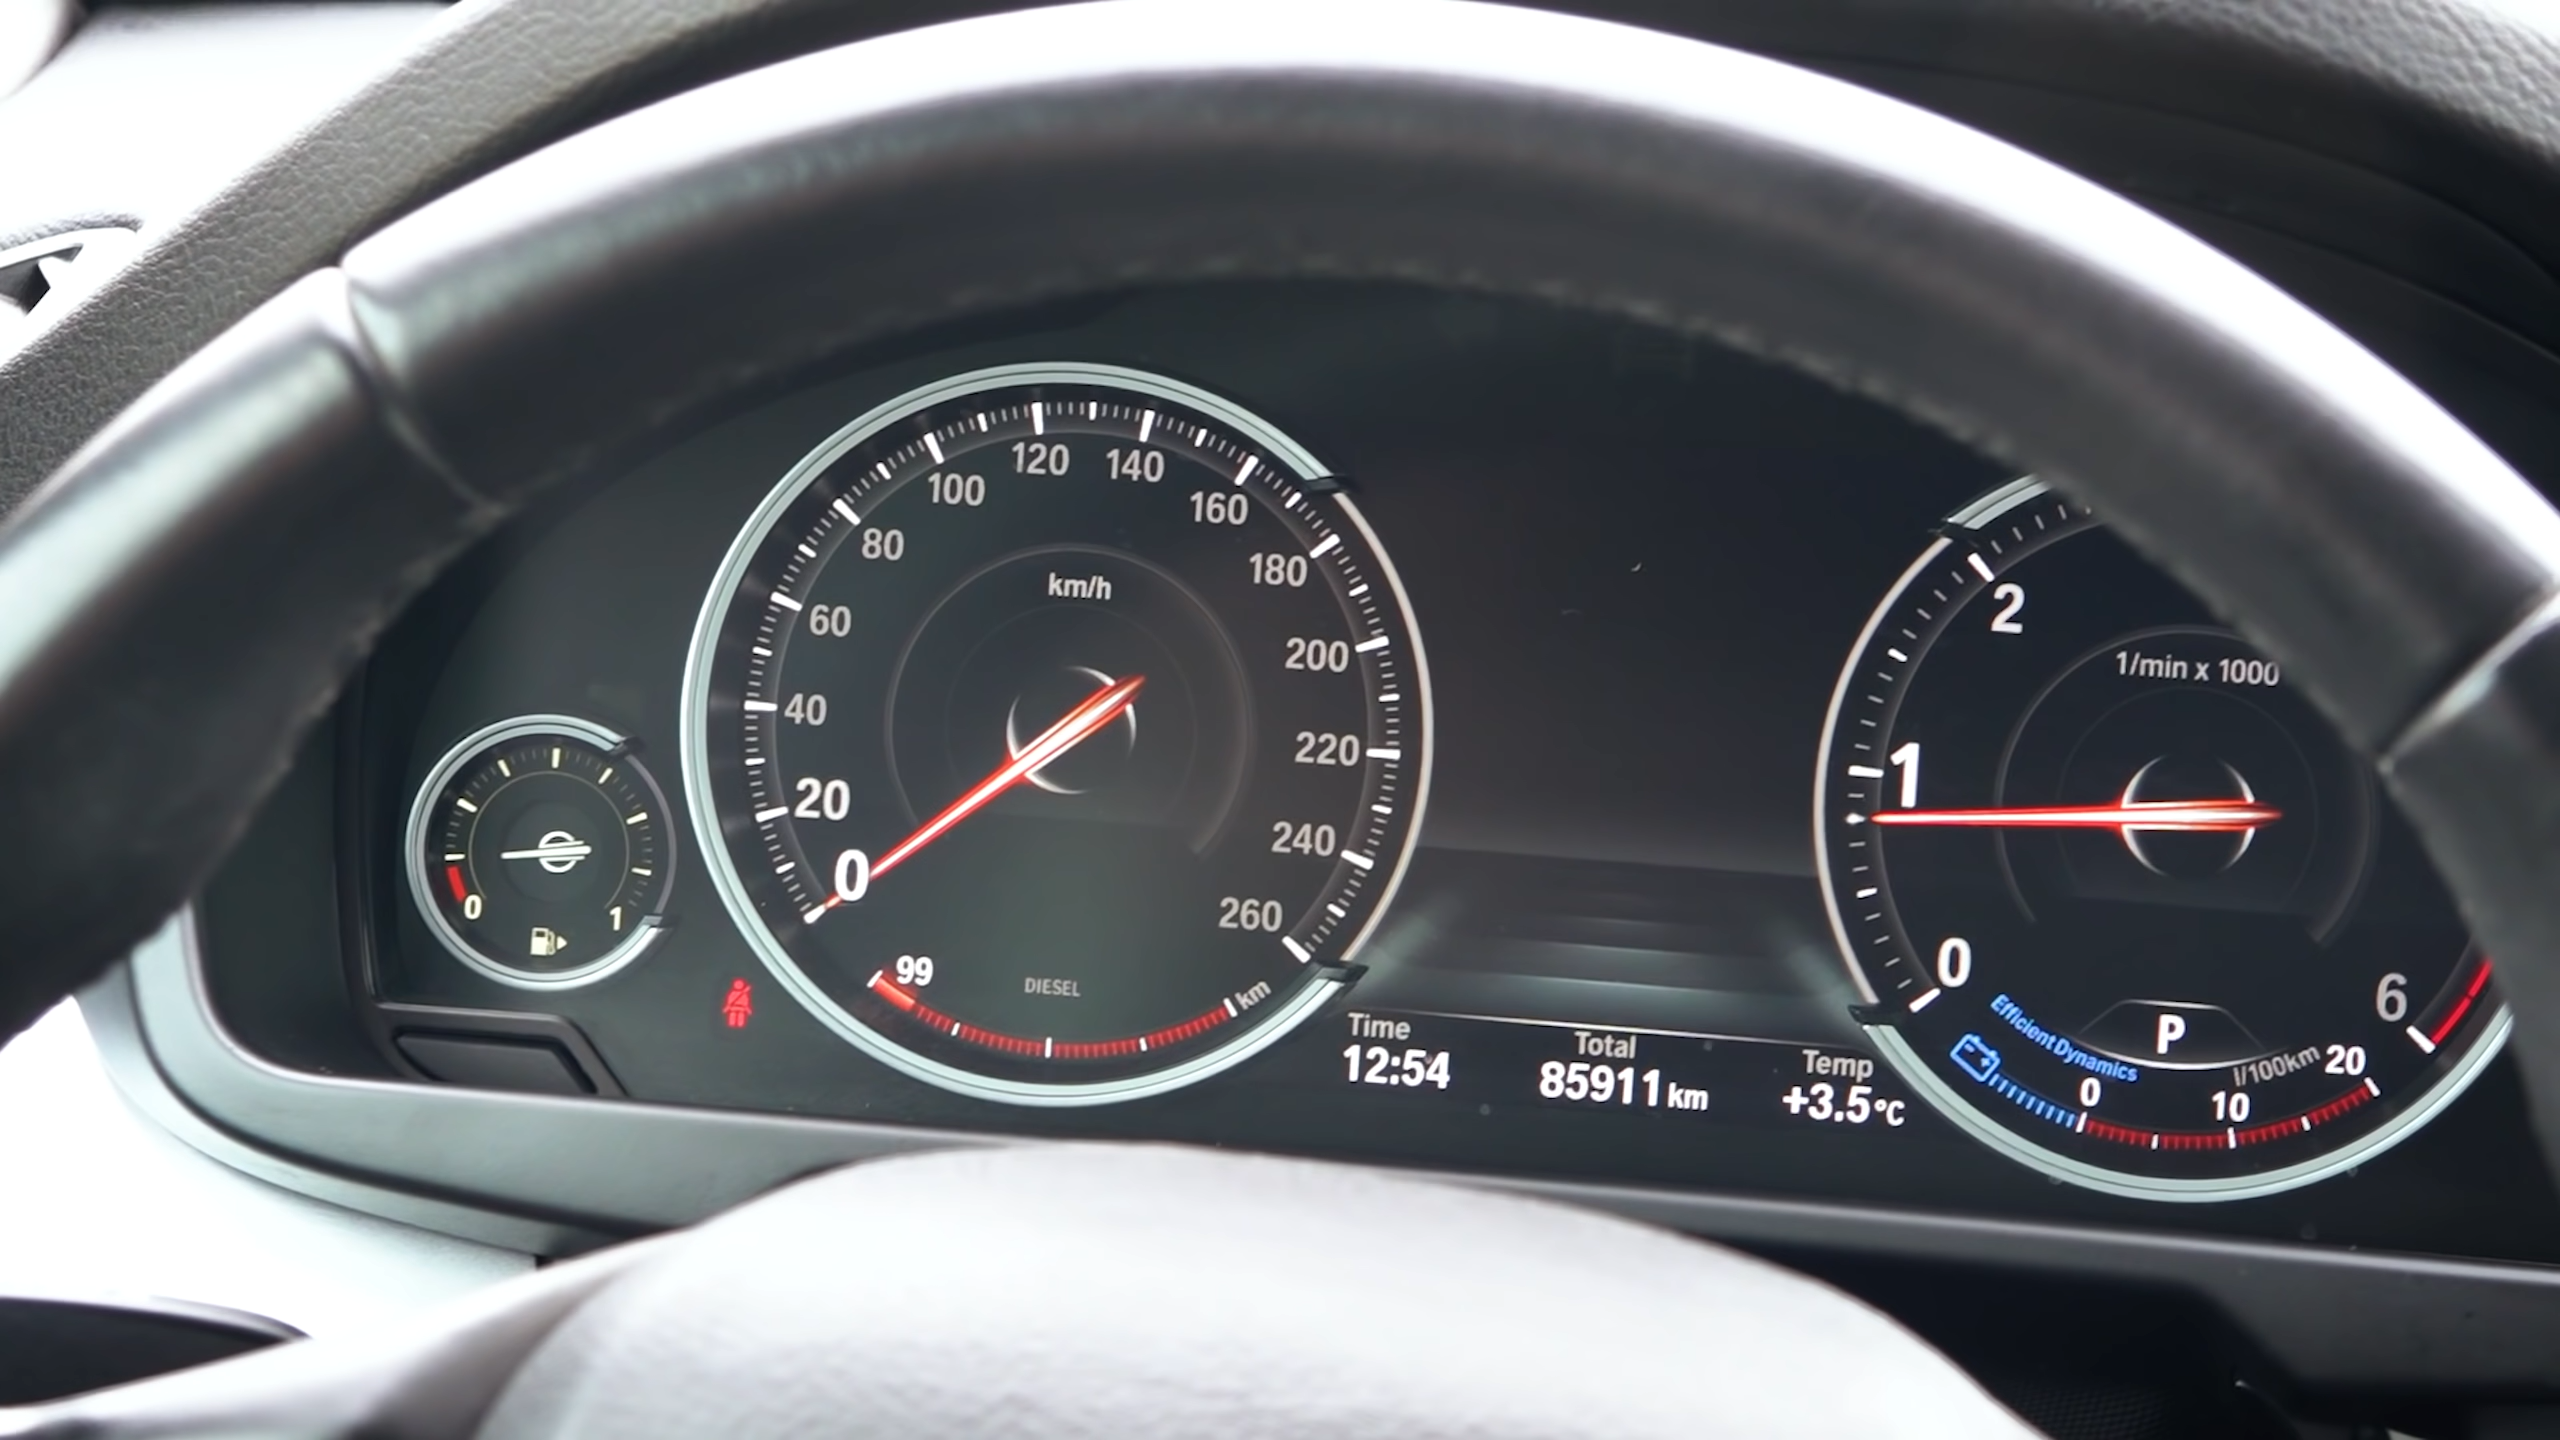 0
1
km/h
0
20
40
60
80
100
120
140
160
180
200
220
240
260
99
DIESEL
km
Time
12:54
Total
85911 km
Temp
+3.5 °C
1/min x 1000
0
1
2
6
P
Efficient Dynamics
l/100km
0
10
20